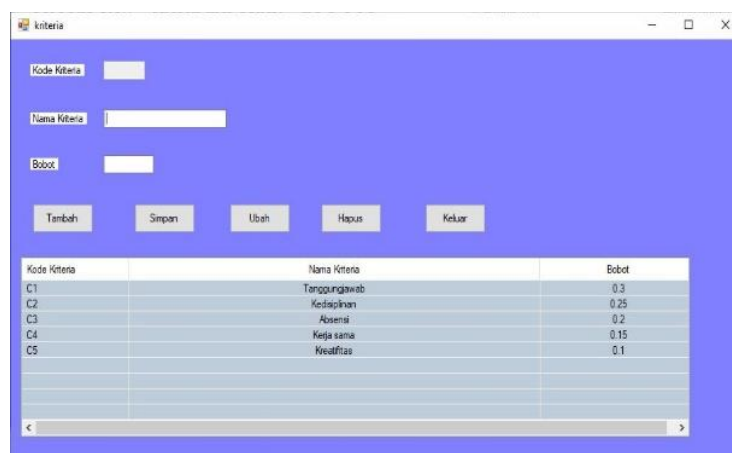 kriteria
Kode Kriteria
Nama Kriteria
Bobot
Tambah Simpan Ubah Hapus Keluar
Kode Kriteria Nama Kriteria Bobot
C1 Tanggungjawab 0.3
C2 Kedisiplinan 0.25
C3 Absensi 0.2
C4 Kerja sama 0.15
C5 Kreatifitas 0.1